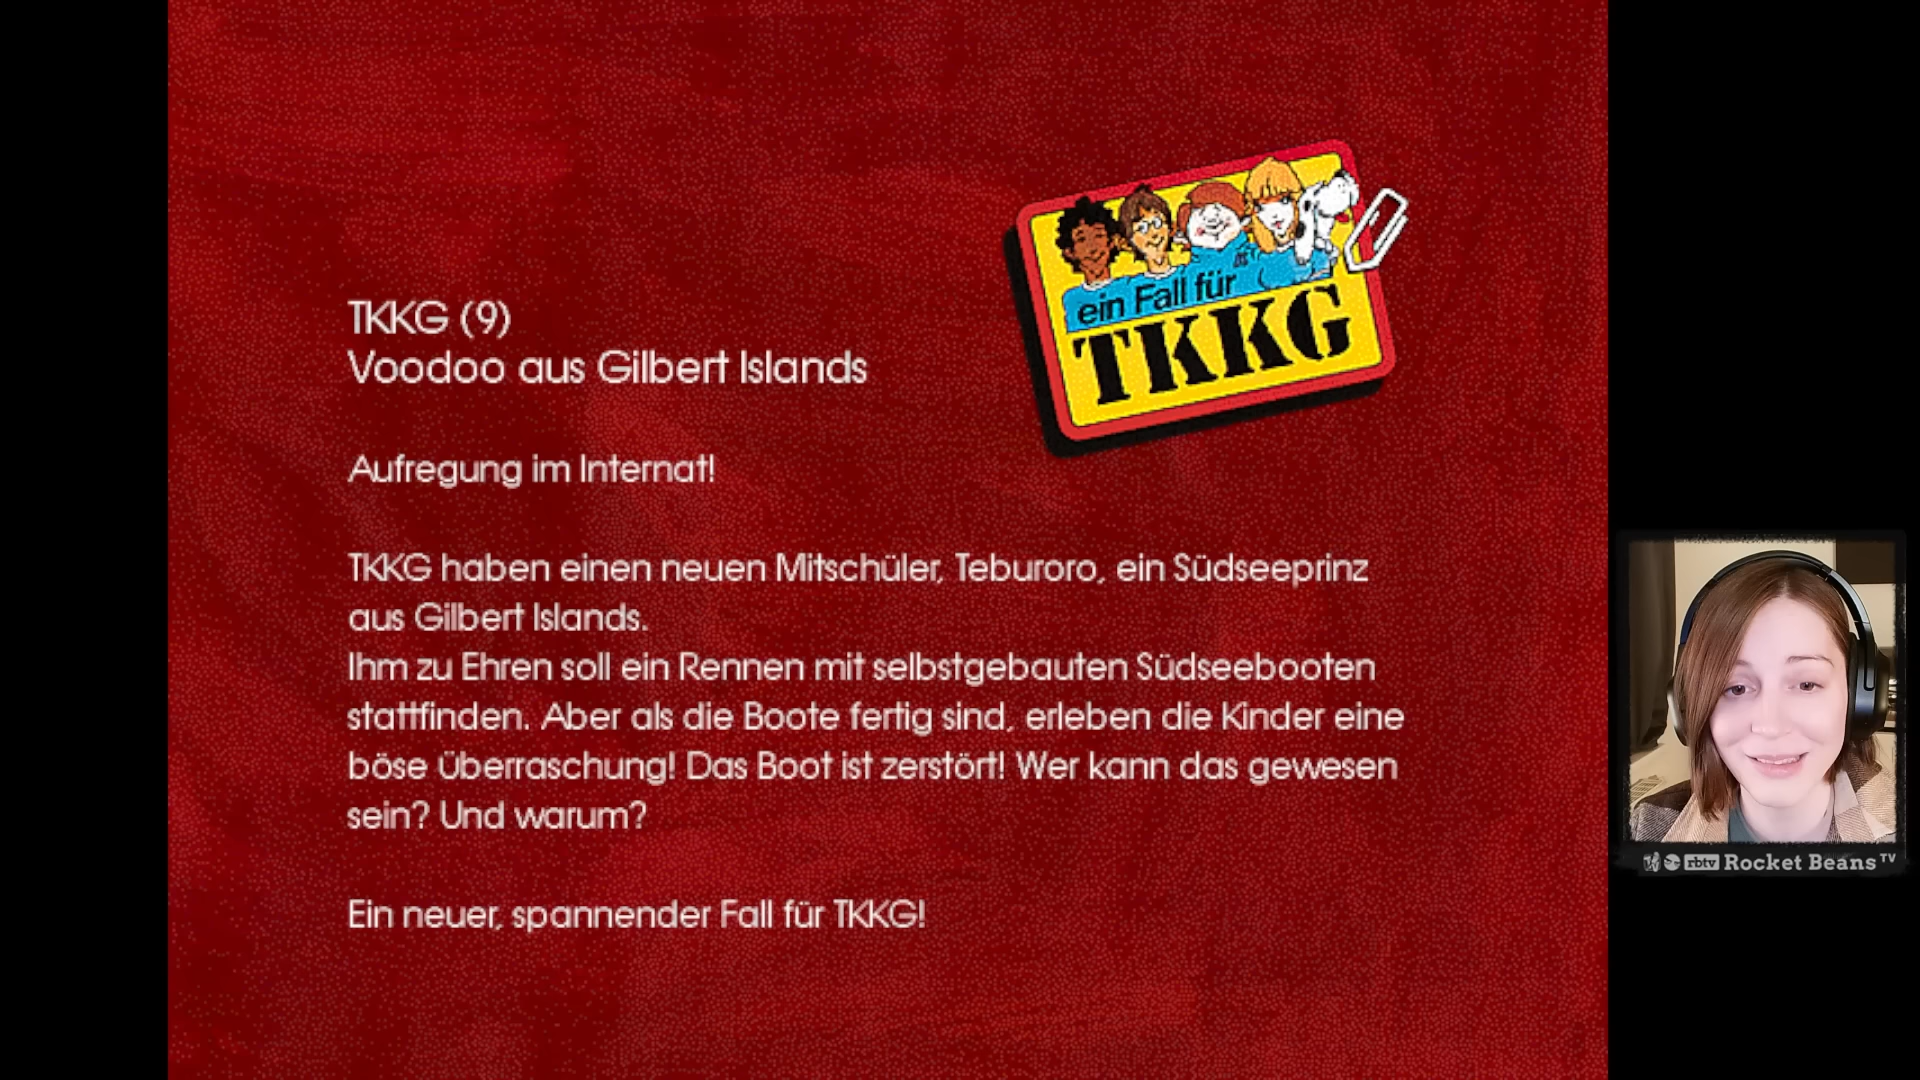 ein Fall für
TKKG
TKKG (9)
Voodoo aus Gilbert Islands
Aufregung im Internat!
TKKG haben einen neuen Mitschüler, Teburoro, ein Südseeprinz
aus Gilbert Islands.
Ihm zu Ehren soll ein Rennen mit selbstgebauten Südseebooten
stattfinden. Aber als die Boote fertig sind, erleben die Kinder eine
böse Überraschung! Das Boot ist zerstört! Wer kann das gewesen
sein? Und warum?
Ein neuer, spannender Fall für TKKG!
rbtv Rocket Beans TV